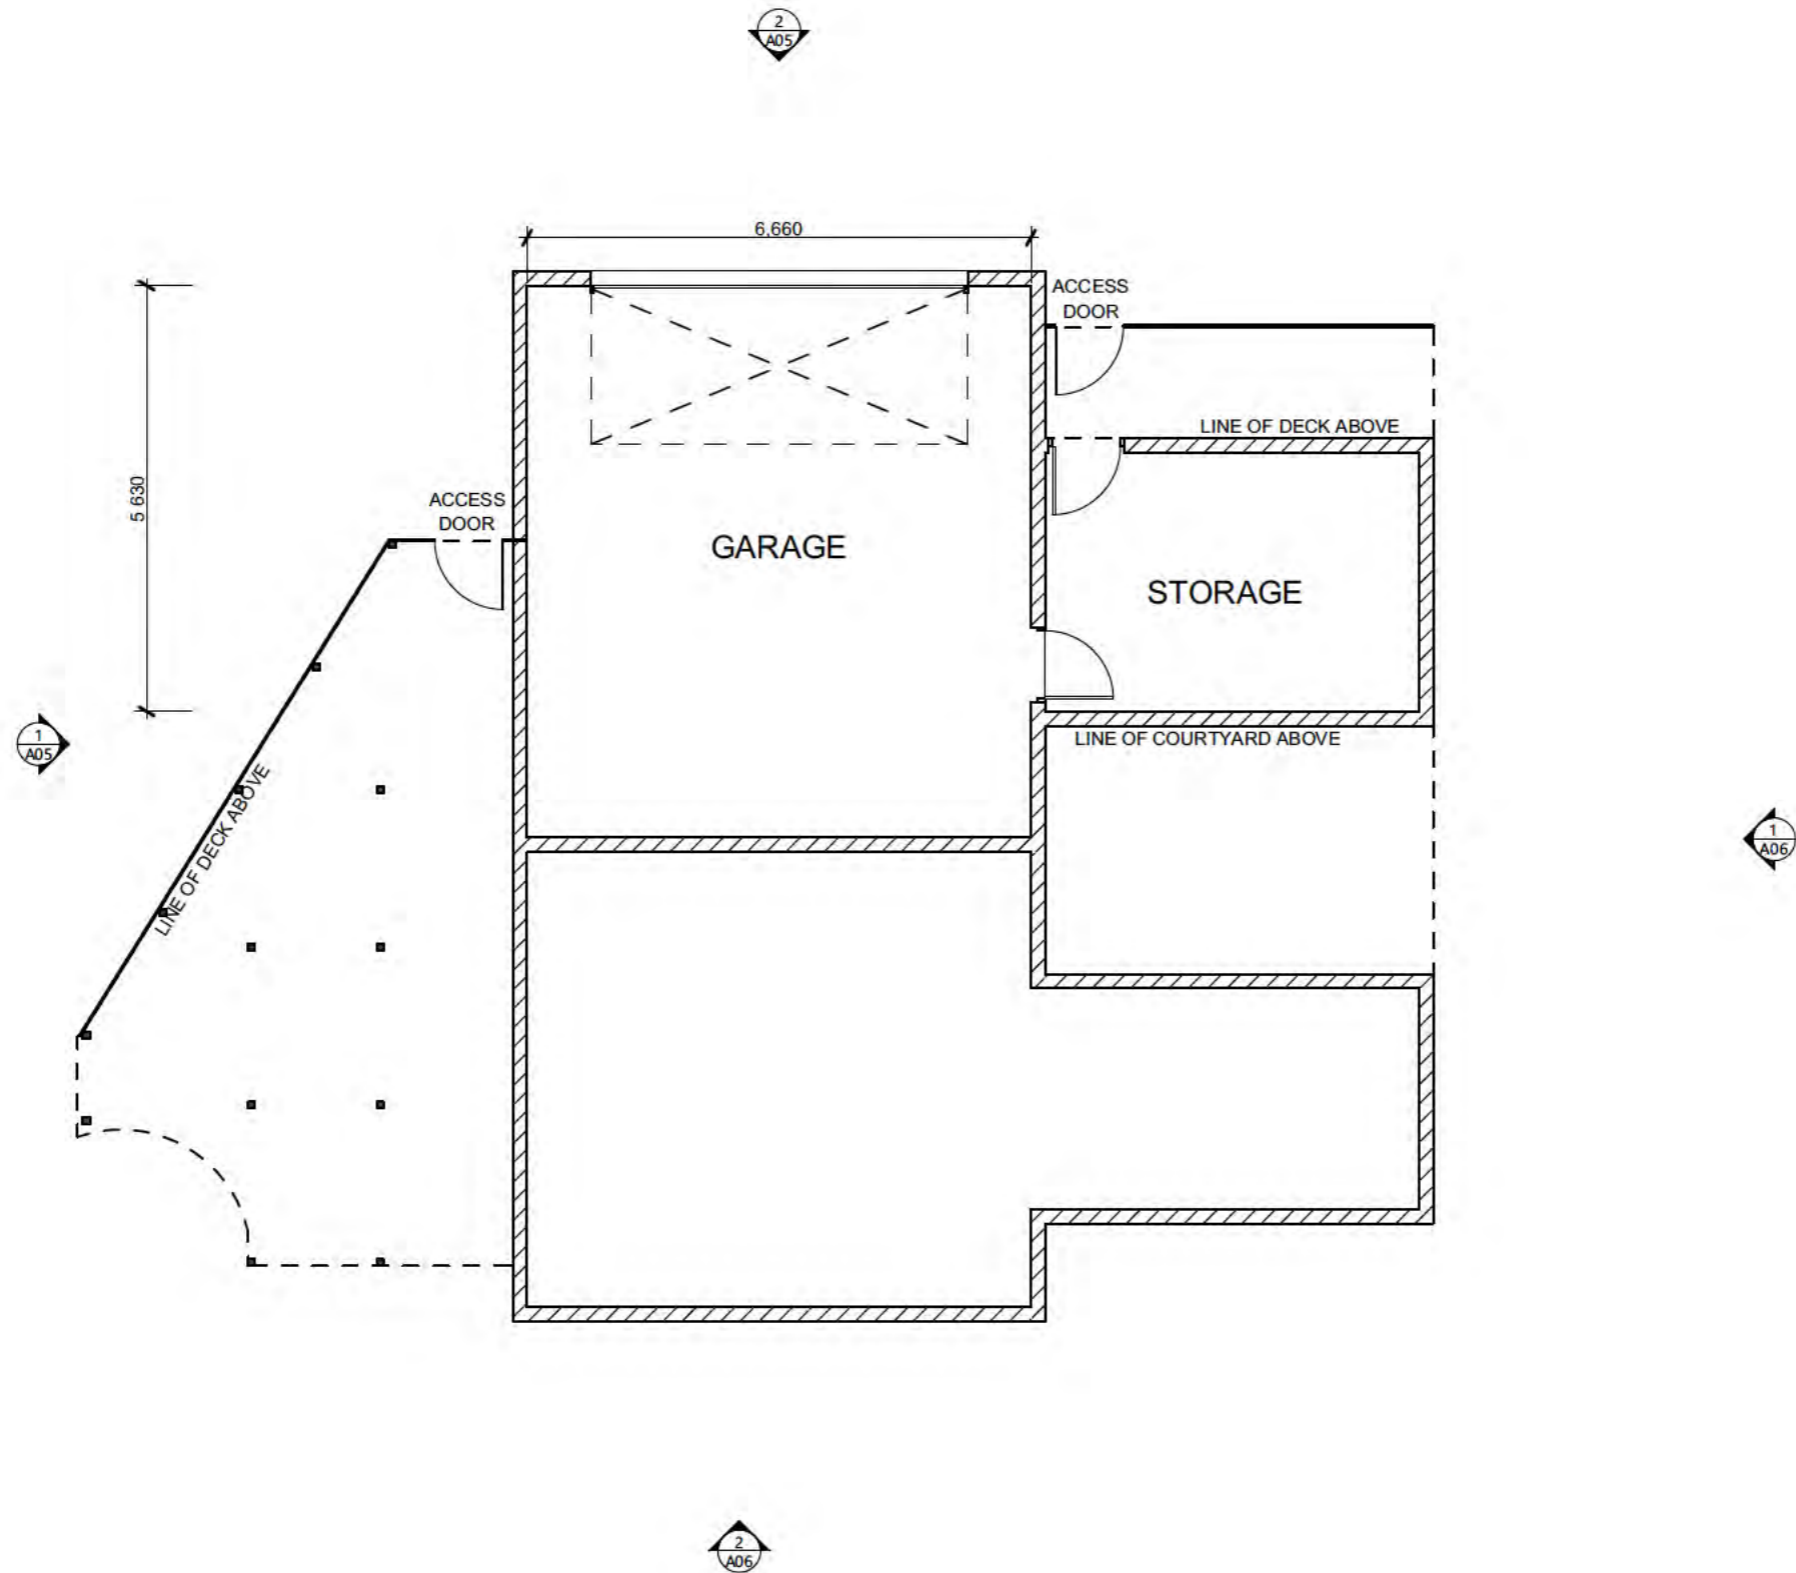 2
A05
6,660
ACCESS
DOOR
LINE OF DECK ABOVE
5 630
ACCESS
DOOR
GARAGE
STORAGE
1
A05
LINE OF COURTYARD ABOVE
LINE OF DECK ABOVE
1
A06
2
A06